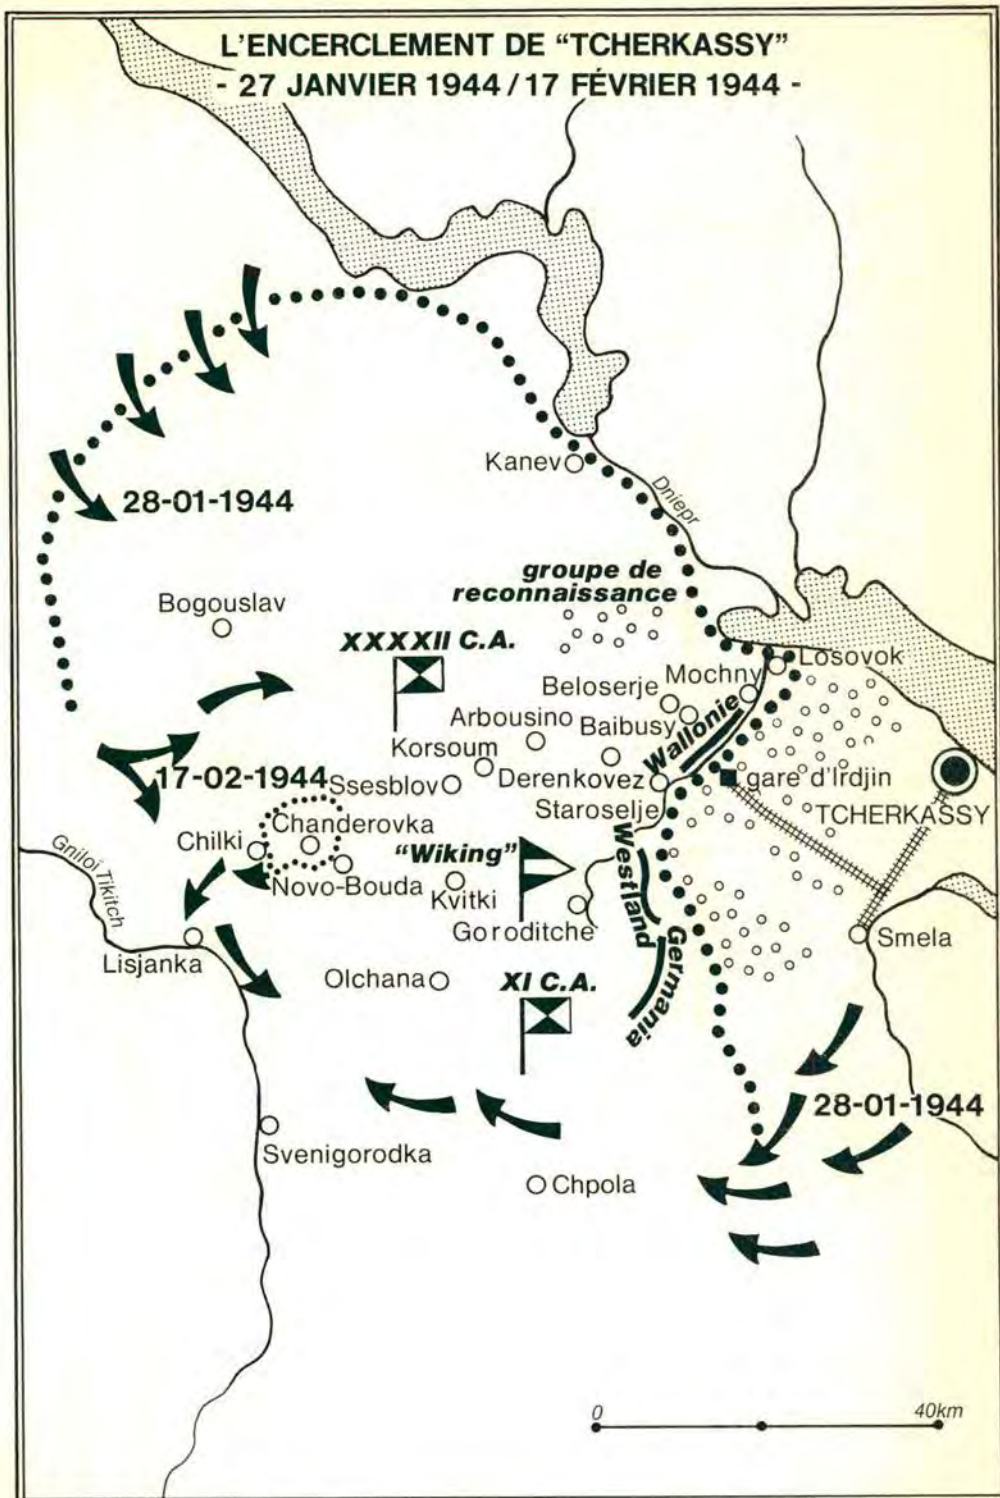 L'ENCERCLEMENT DE “TCHERKASSY”
- 27 JANVIER 1944 / 17 FÉVRIER 1944 -
Kanev
Dniepr
28-01-1944
groupe de
reconnaissance
Bogouslav
XXXXII C.A.
Losovok
Mochny
Beloserje
Arbousino
Baibusy
Wallonie
Korsoum
17-02-1944
Ssesblov
Derenkovez
gare d'Irdjin
Staroselje
TCHERKASSY
Chanderovka
Chilki
“Wiking”
Westland
Gniloï Tikitch
Novo-Bouda
Kvitki
Goroditche
Germania
Smela
Lisjanka
Olchana
XI C.A.
28-01-1944
Svenigorodka
Chpola
0
40km